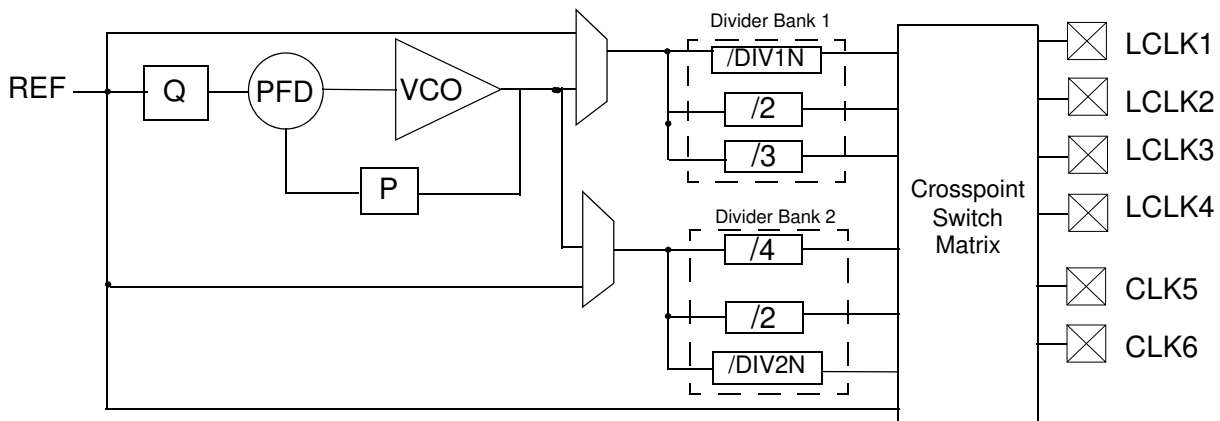 Divider Bank 1
/DIV1N
/2
/3
REF
Q
PFD
VCO
P
Divider Bank 2
/4
/2
/DIV2N
Crosspoint
Switch
Matrix
LCLK1
LCLK2
LCLK3
LCLK4
CLK5
CLK6